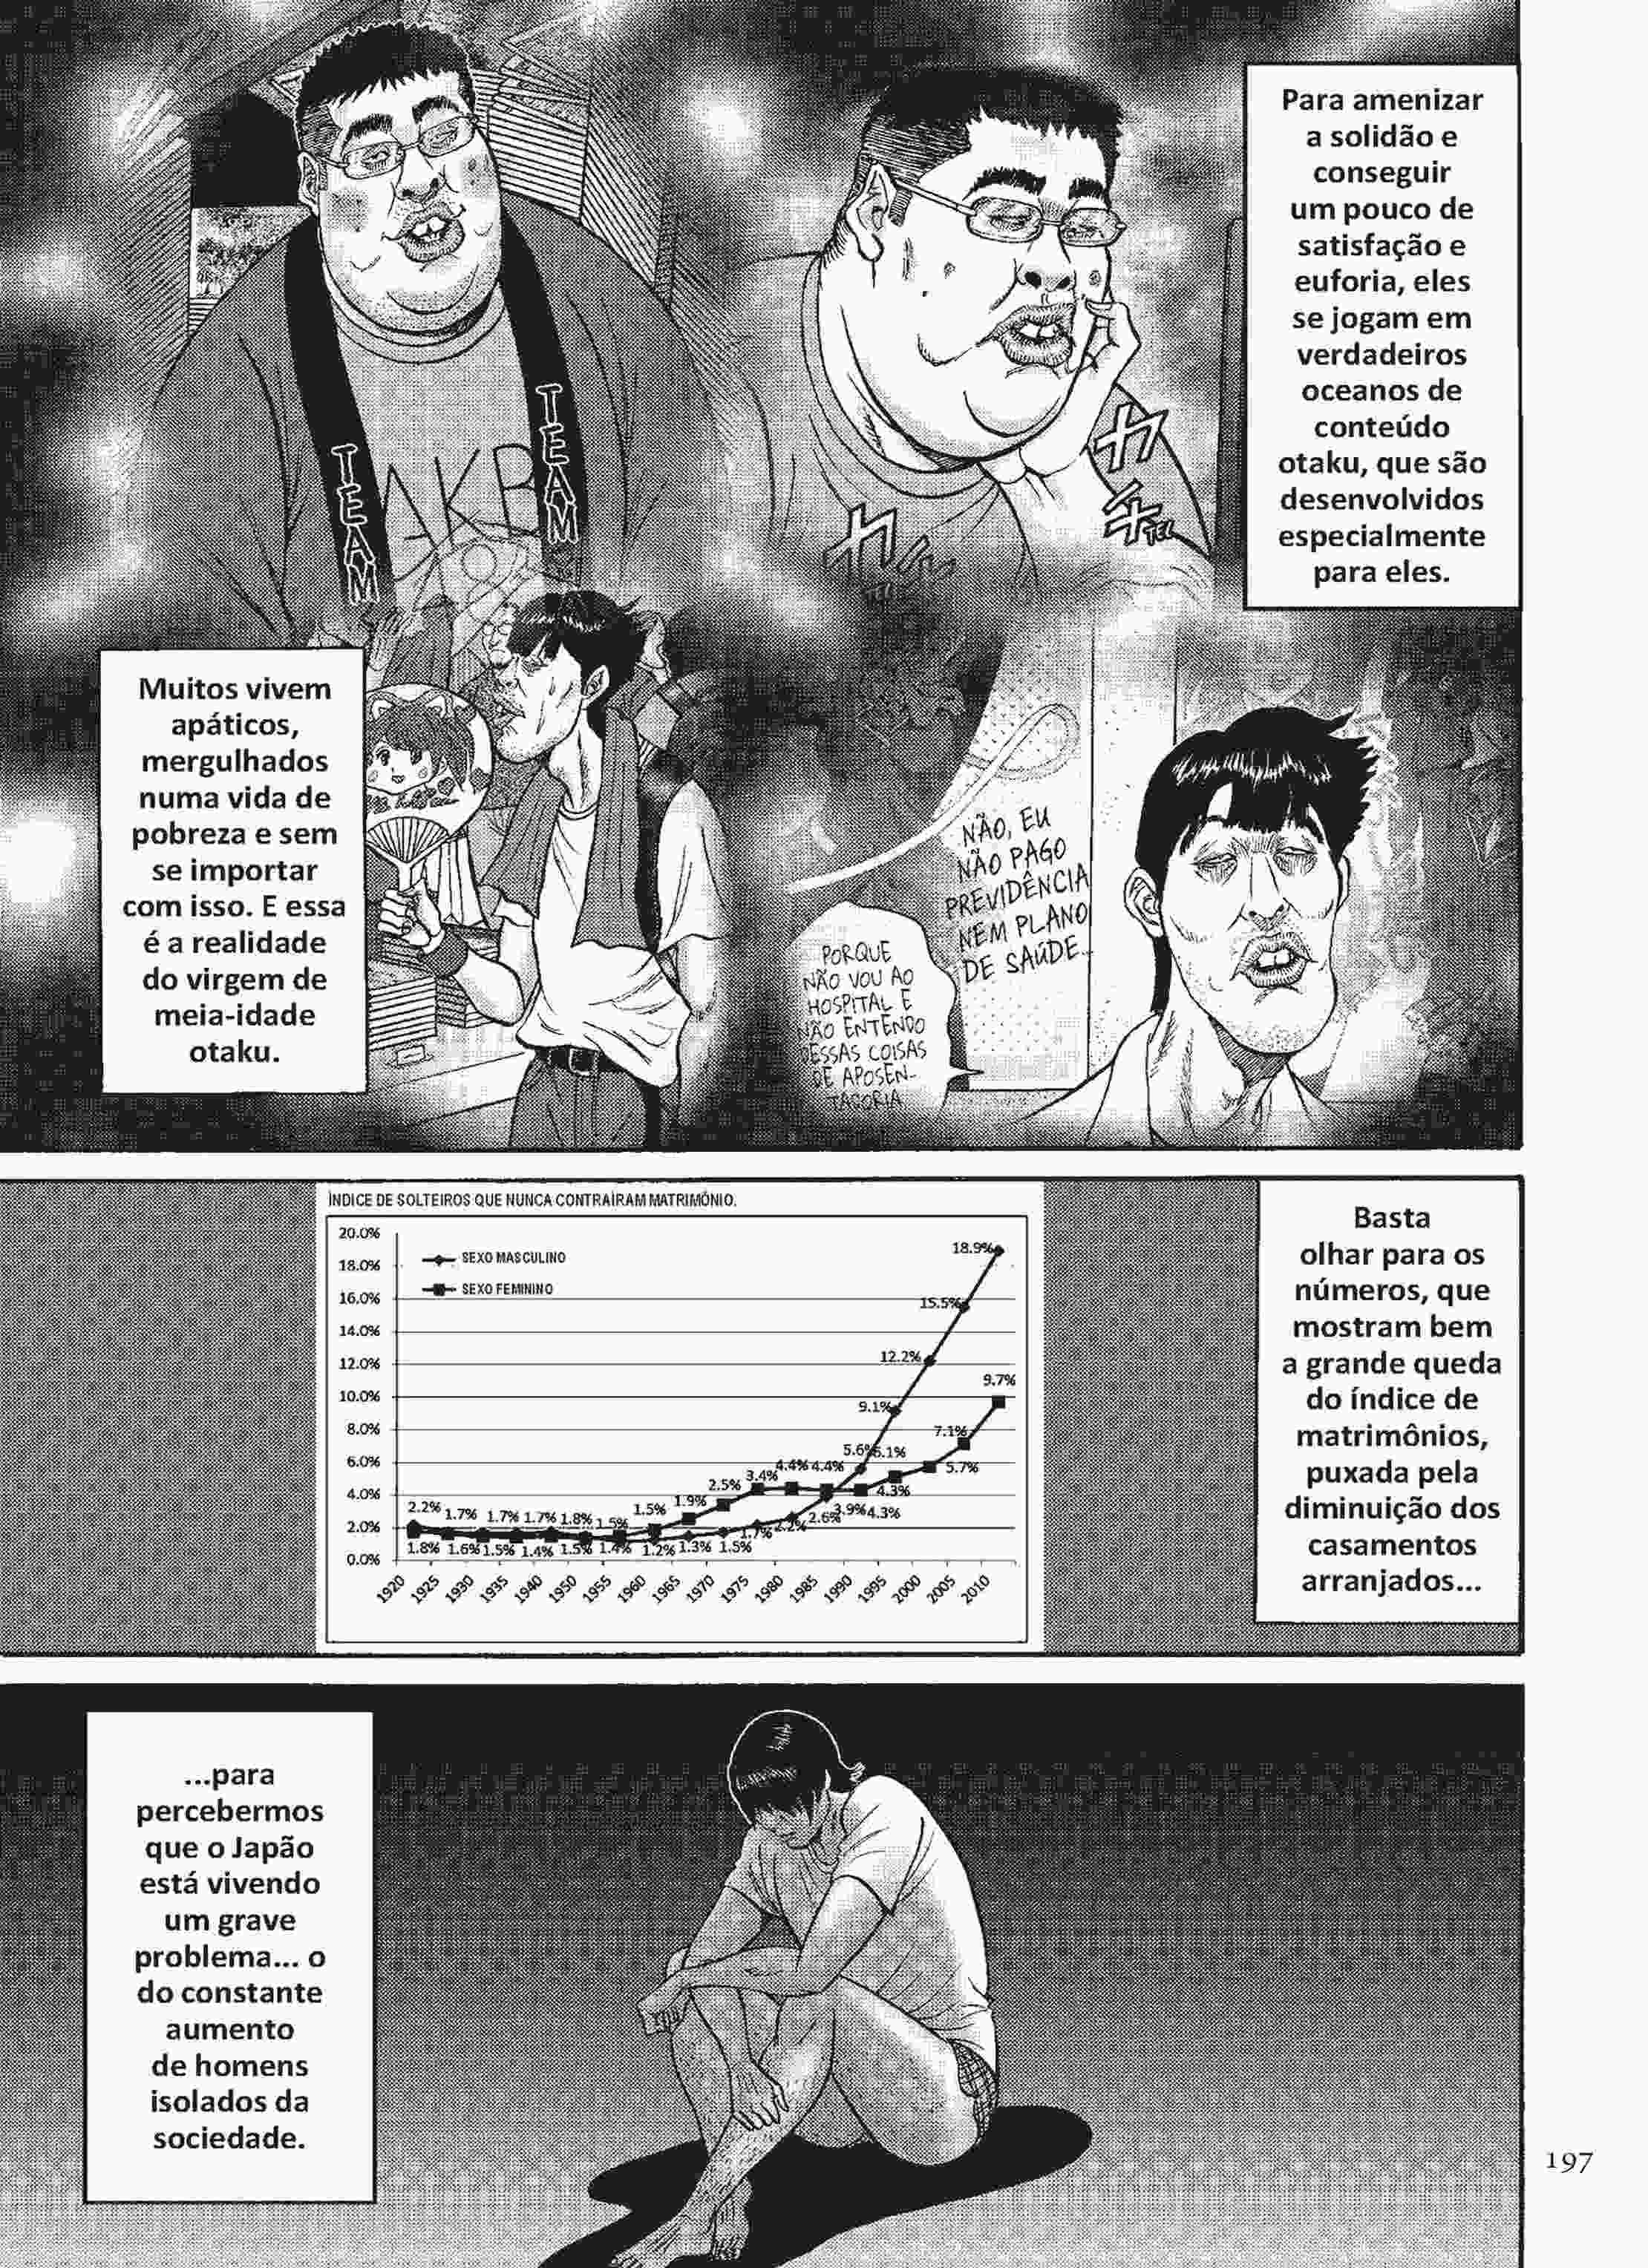 Para amenizar
a solidão e
conseguir
um pouco de
satisfação e
euforia, eles
se jogam em
verdadeiros
oceanos de
conteúdo
otaku, que são
desenvolvidos
especialmente
para eles.
TEAM
TEAM
AKB
48
カ
チ
TEL
カ
Muitos vivem
apáticos,
mergulhados
numa vida de
pobreza e sem
se importar
com isso. E essa
é a realidade
do virgem de
meia-idade
otaku.
NÃO, EU
NÃO PAGO
PREVIDÊNCIA
NEM PLANO
DE SAÚDE...
PORQUE
NÃO VOU AO
HOSPITAL E
NÃO ENTENDO
DESSAS COISAS
DE APOSEN-
TADORIA
ÍNDICE DE SOLTEIROS QUE NUNCA CONTRAÍRAM MATRIMÔNIO.
SEXO MASCULINO
SEXO FEMININO
20.0%
18.0%
16.0%
14.0%
12.0%
10.0%
8.0%
6.0%
4.0%
2.0%
0.0%
18.9%
15.5%
12.2%
9.1%
5.6%
3.9%
2.6%
2.2%
1.7%
9.7%
7.1%
5.7%
5.1%
4.3%
4.3%
4.4% 4.4%
3.4%
2.5%
1.9%
1.5%
2.2% 1.7% 1.7% 1.7% 1.8% 1.5%
1.8% 1.6% 1.5% 1.4% 1.5% 1.4% 1.2% 1.3% 1.5%
1920 1925 1930 1935 1940 1950 1955 1960 1965 1970 1975 1980 1985 1990 1995 2000 2005 2010
Basta
olhar para os
números, que
mostram bem
a grande queda
do índice de
matrimônios,
puxada pela
diminuição dos
casamentos
arranjados...
...para
percebermos
que o Japão
está vivendo
um grave
problema... o
do constante
aumento
de homens
isolados da
sociedade.
197